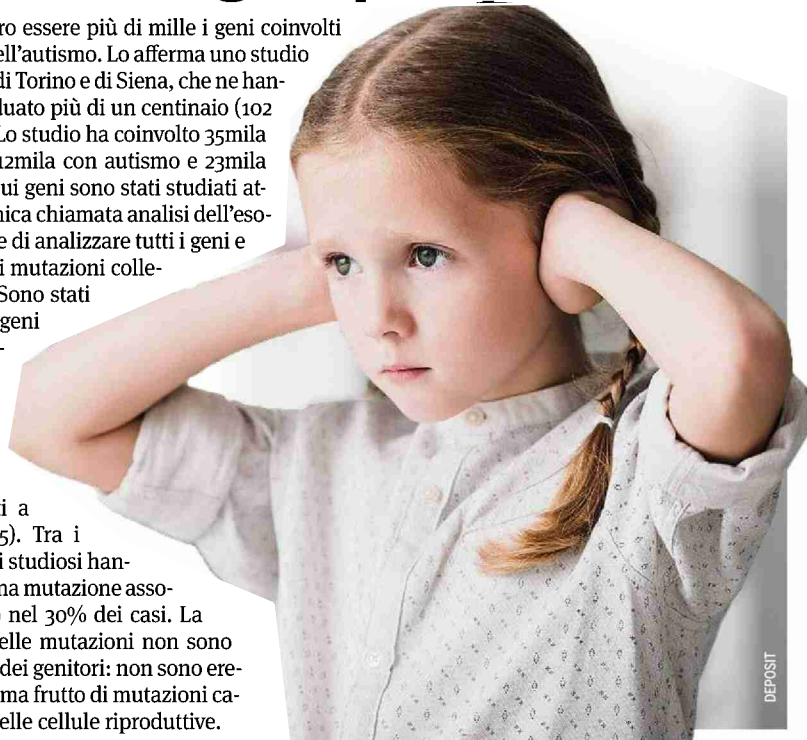 ro essere più di mille i geni coinvolti
ell'autismo. Lo afferma uno studio
di Torino e di Siena, che ne han-
duato più di un centinaio (102
Lo studio ha coinvolto 35mila
12mila con autismo e 23mila
ui geni sono stati studiati at-
nica chiamata analisi dell'eso-
e di analizzare tutti i geni e
i mutazioni colle-
Sono stati
geni
-
ti a
5). Tra i
i studiosi han-
na mutazione asso-
nel 30% dei casi. La
elle mutazioni non sono
dei genitori: non sono ere-
ma frutto di mutazioni ca-
elle cellule riproduttive.
DEPOSIT